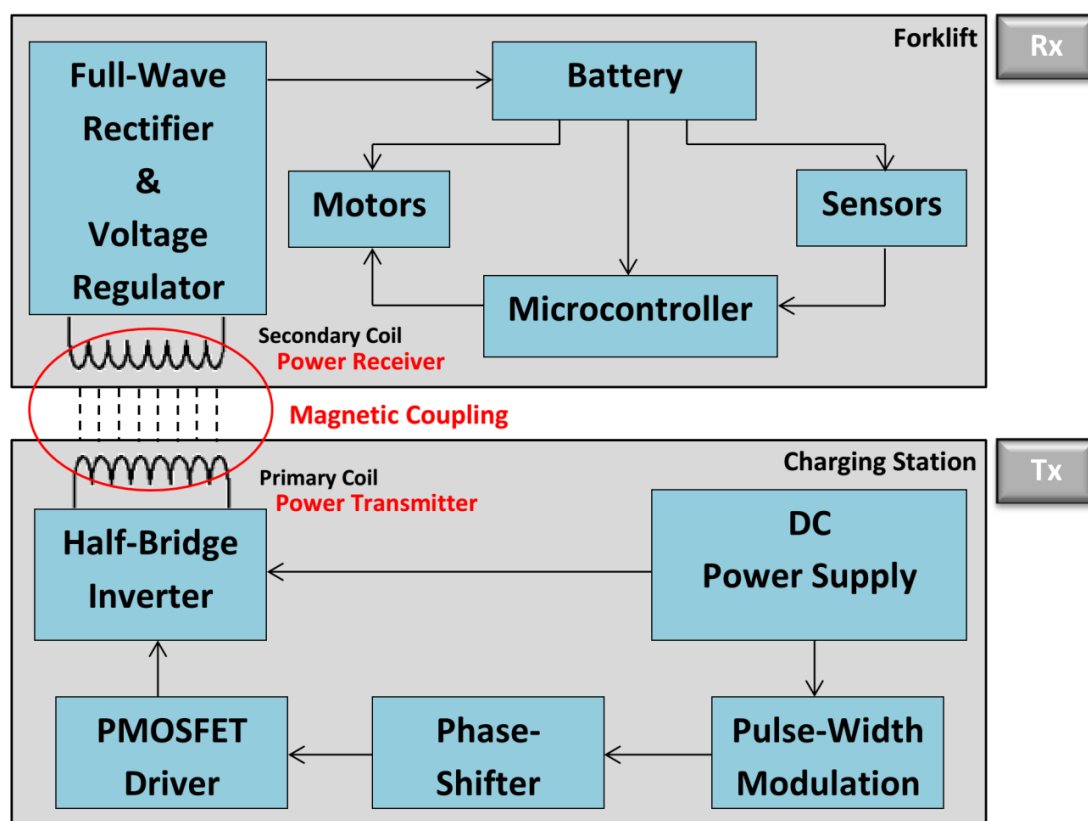 Forklift
Rx
Full-Wave
Rectifier
&
Voltage
Regulator
Battery
Motors
Sensors
Microcontroller
Secondary Coil
Power Receiver
Magnetic Coupling
Charging Station
Tx
Primary Coil
Power Transmitter
Half-Bridge
Inverter
DC
Power Supply
PMOSFET
Driver
Phase-
Shifter
Pulse-Width
Modulation